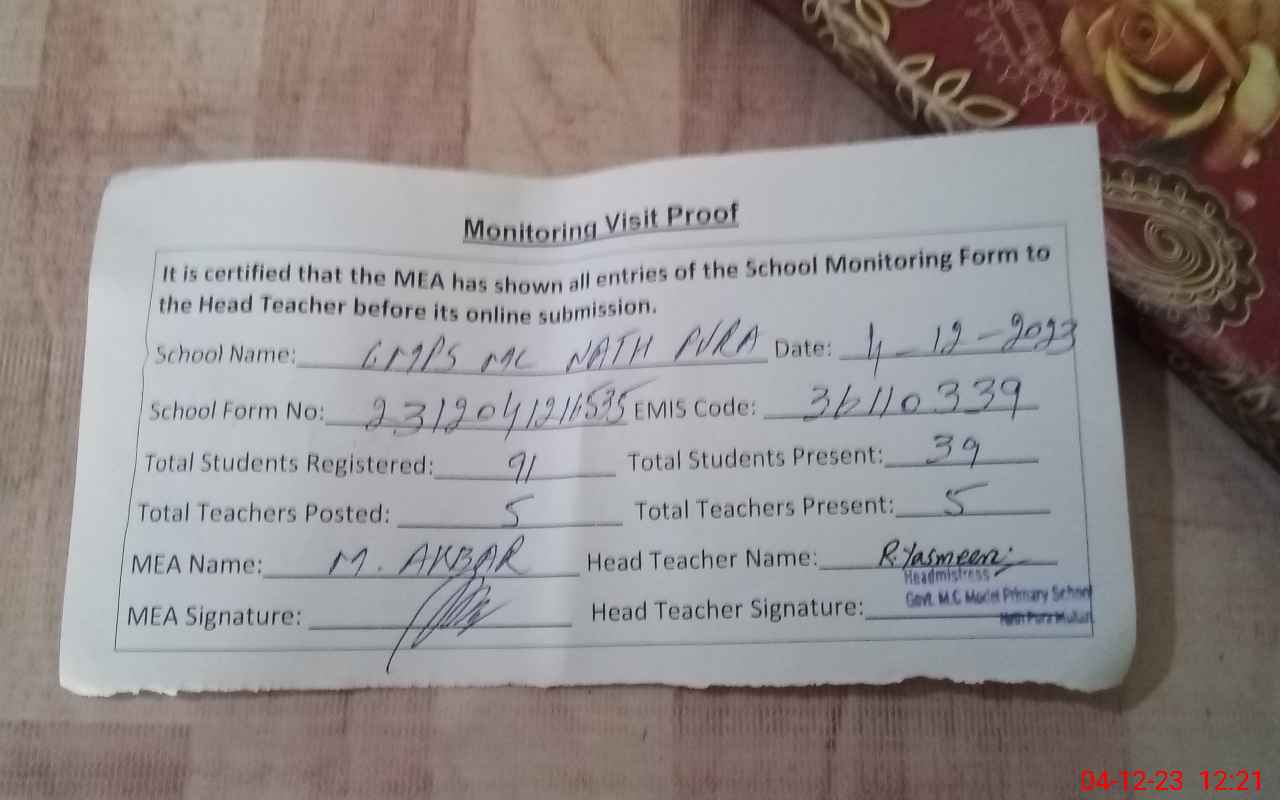 Monitoring Visit Proof
It is certified that the MEA has shown all entries of the School Monitoring Form to
the Head Teacher before its online submission.
School Name: GMPS MC NATH PURA Date: 4-12-2023
School Form No: EMIS Code: 36110339
Total Students Registered: 91 Total Students Present: 39
Total Teachers Posted: 5 Total Teachers Present: 5
MEA Name: M. AKBAR Head Teacher Name: R. Yasmeen
Headmistress
MEA Signature: Head Teacher Signature: Govt. M.C Model Primary School
Nath Pura Multan
04-12-23 12:21